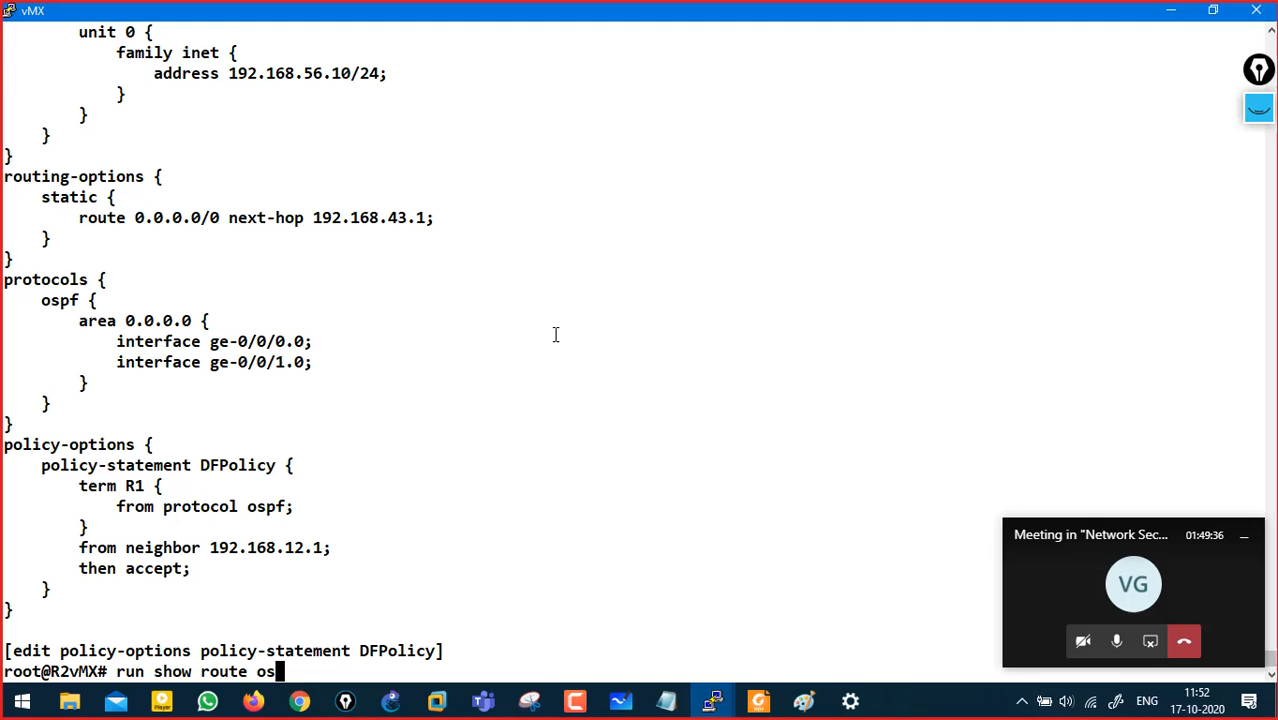 vMX
        unit 0 {
            family inet {
                address 192.168.56.10/24;
            }
        }
    }
}
routing-options {
    static {
        route 0.0.0.0/0 next-hop 192.168.43.1;
    }
}
protocols {
    ospf {
        area 0.0.0.0 {
            interface ge-0/0/0.0;
            interface ge-0/0/1.0;
        }
    }
}
policy-options {
    policy-statement DFPolicy {
        term R1 {
            from protocol ospf;
        }
        from neighbor 192.168.12.1;
        then accept;
    }
}
[edit policy-options policy-statement DFPolicy]
root@R2vMX# run show route os
Meeting in "Network Sec... 01:49:36
VG
Player
PDF
ENG
11:52
17-10-2020